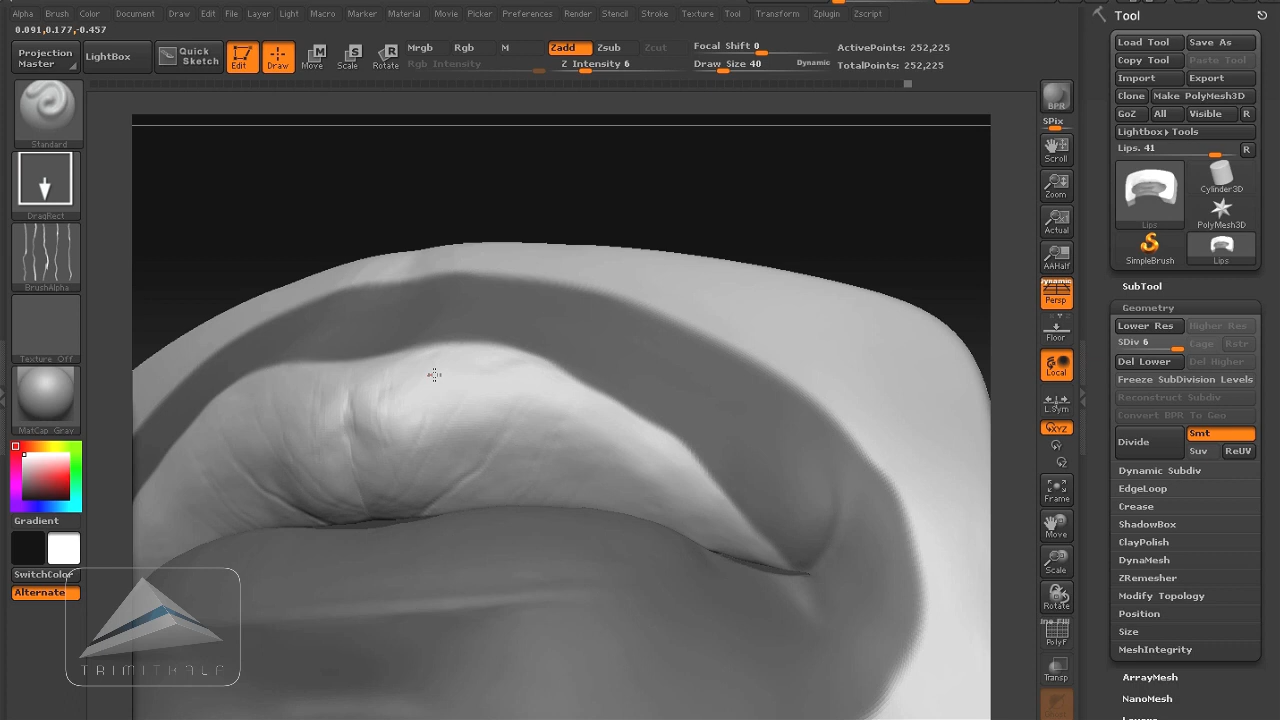 Alpha Brush Color Document Draw Edit File Layer Light Macro Marker Material Movie Picker Preferences Render Stencil Stroke Texture Tool Transform Zplugin Zscript
0.091,0.177,-0.457
Projection Master
LightBox
Quick Sketch
Edit
Draw
Move
Scale
Rotate
Mrgb Rgb M
Rgb Intensity
Zadd Zsub Zcut
Z Intensity 6
Focal Shift 0
Draw Size 40 Dynamic
ActivePoints: 252,225
TotalPoints: 252,225
Standard
DragRect
BrushAlpha
Texture Off
MatCap Gray
Gradient
SwitchColor
Alternate
BPR
SPix
Scroll
Zoom
Actual
AAHalf
Dynamic
Persp
Floor
Local
L.Sym
XYZ
Frame
Move
Scale
Rotate
PolyF
Transp
Tool
Load Tool Save As
Copy Tool Paste Tool
Import Export
Clone Make PolyMesh3D
GoZ All Visible R
Lightbox▸Tools
Lips. 41 R
Lips
Cylinder3D
PolyMesh3D
SimpleBrush
Lips
SubTool
Geometry
Lower Res Higher Res
SDiv 6 Cage Rstr
Del Lower Del Higher
Freeze SubDivision Levels
Reconstruct Subdiv
Convert BPR To Geo
Divide
Smt
Suv ReUV
Dynamic Subdiv
EdgeLoop
Crease
ShadowBox
ClayPolish
DynaMesh
ZRemesher
Modify Topology
Position
Size
MeshIntegrity
ArrayMesh
NanoMesh